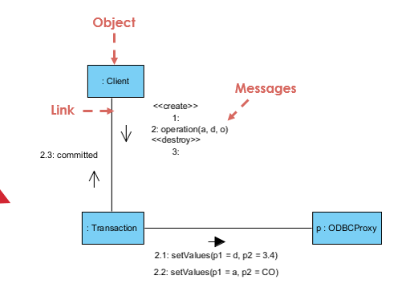 Object
: Client
Messages
Link
<<create>>
1:
2: operation(a, d, o)
<<destroy>>
3:
2.3: committed
: Transaction
p : ODBCProxy
2.1: setValues(p1 = d, p2 = 3.4)
2.2: setValues(p1 = a, p2 = CO)